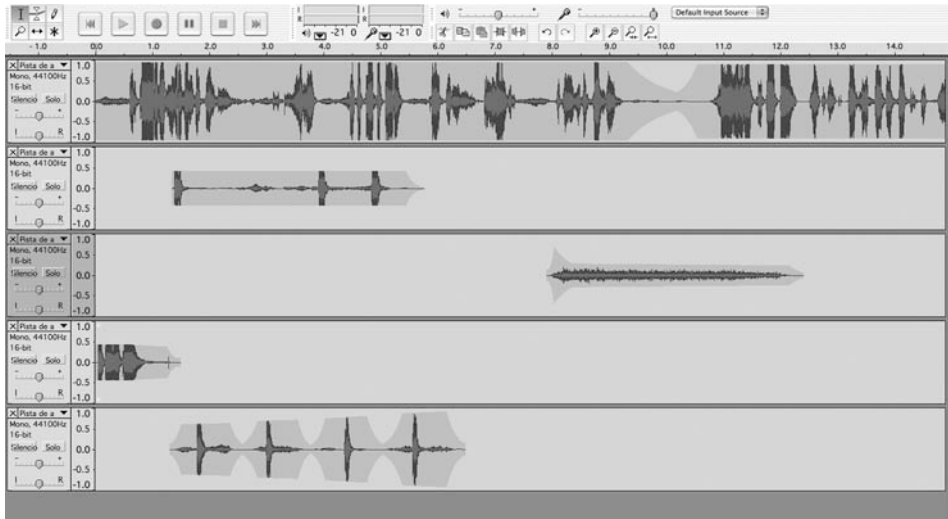 Default Input Source
-21 0 -21 0
-1.0 0.0 1.0 2.0 3.0 4.0 5.0 6.0 7.0 8.0 9.0 10.0 11.0 12.0 13.0 14.0
X Pista de a 1.0
Mono, 44100Hz
16-bit 0.5
Silencio Solo 0.0
- +
-0.5
R -1.0
X Pista de a 1.0
Mono, 44100Hz
16-bit 0.5
Silencio Solo 0.0
- +
-0.5
R -1.0
X Pista de a 1.0
Mono, 44100Hz
16-bit 0.5
Silencio Solo 0.0
- +
-0.5
R -1.0
X Pista de a 1.0
Mono, 44100Hz
16-bit 0.5
Silencio Solo 0.0
- +
-0.5
R -1.0
X Pista de a 1.0
Mono, 44100Hz
16-bit 0.5
Silencio Solo 0.0
- +
-0.5
R -1.0